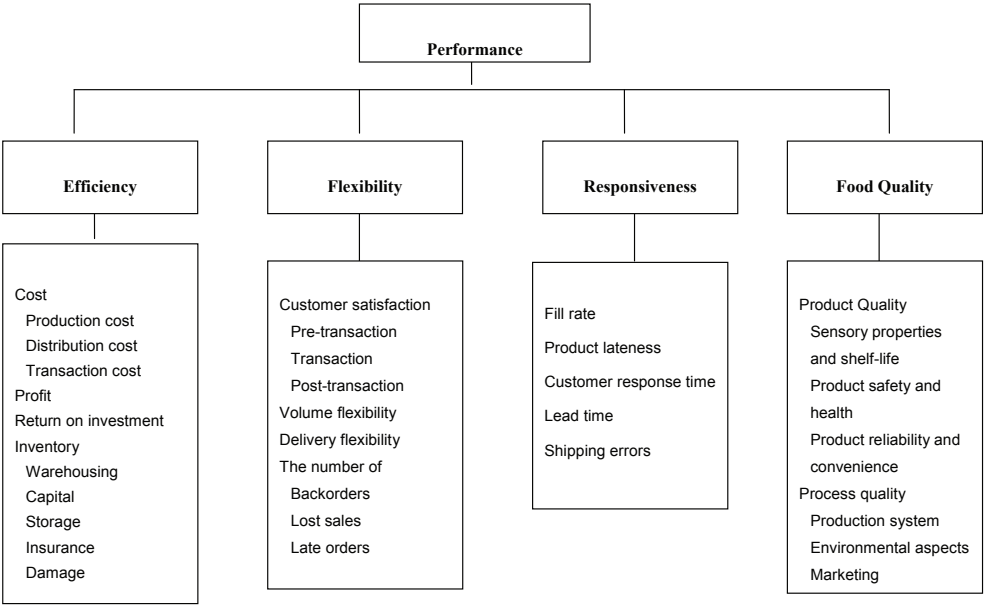 Performance
Efficiency
Flexibility
Responsiveness
Food Quality
Cost
Production cost
Distribution cost
Transaction cost
Profit
Return on investment
Inventory
Warehousing
Capital
Storage
Insurance
Damage
Customer satisfaction
Pre-transaction
Transaction
Post-transaction
Volume flexibility
Delivery flexibility
The number of
Backorders
Lost sales
Late orders
Fill rate
Product lateness
Customer response time
Lead time
Shipping errors
Product Quality
Sensory properties
and shelf-life
Product safety and
health
Product reliability and
convenience
Process quality
Production system
Environmental aspects
Marketing